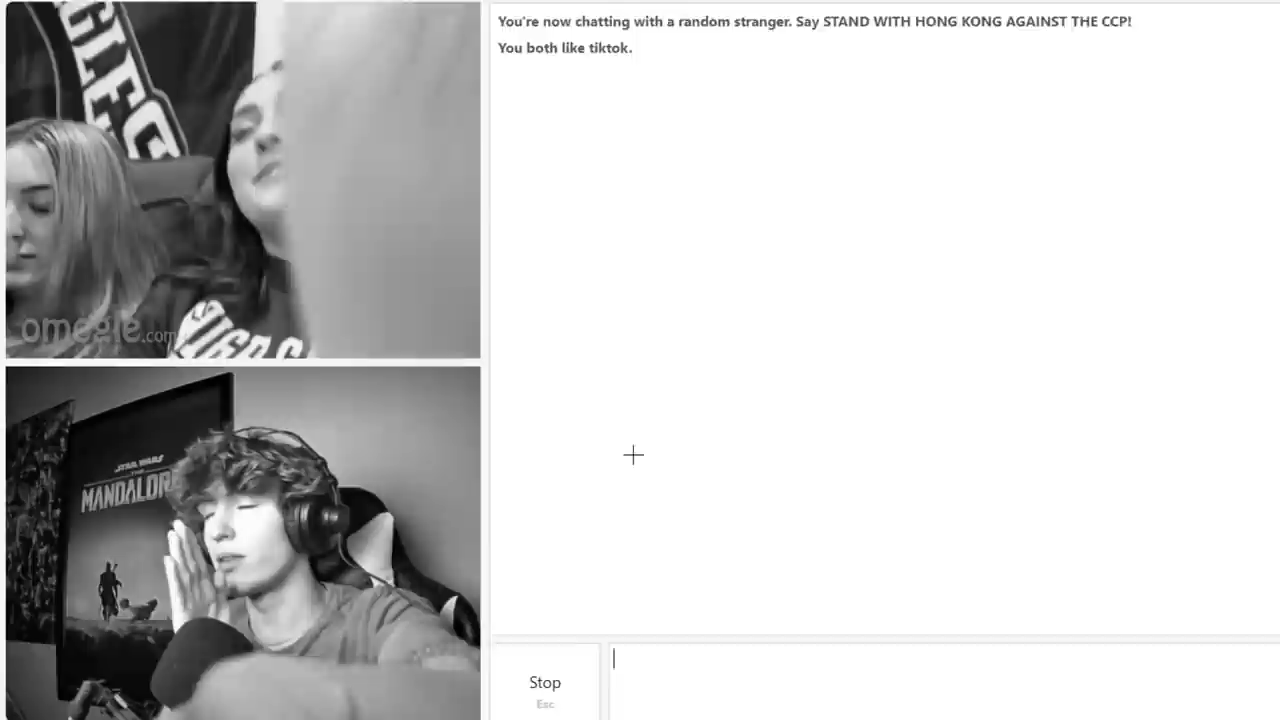 You're now chatting with a random stranger. Say STAND WITH HONG KONG AGAINST THE CCP!
You both like tiktok.
omegle.com
STAR WARS
THE
MANDALOR
Stop
Esc